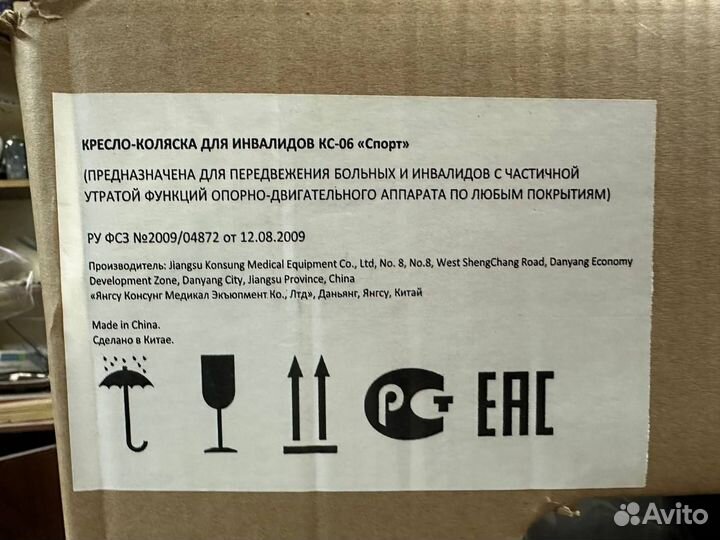 КРЕСЛО-КОЛЯСКА ДЛЯ ИНВАЛИДОВ КС-06 «Спорт»
(ПРЕДНАЗНАЧЕНА ДЛЯ ПЕРЕДВЕЖЕНИЯ БОЛЬНЫХ И ИНВАЛИДОВ С ЧАСТИЧНОЙ
УТРАТОЙ ФУНКЦИЙ ОПОРНО-ДВИГАТЕЛЬНОГО АППАРАТА ПО ЛЮБЫМ ПОКРЫТИЯМ)
РУ ФСЗ №2009/04872 от 12.08.2009
Производитель: Jiangsu Konsung Medical Equipment Co., Ltd, No. 8, No.8, West ShengChang Road, Danyang Economy
Development Zone, Danyang City, Jiangsu Province, China
«Янгсу Консунг Медикал Экъюпмент Ко., Лтд», Даньянг, Янгсу, Китай
Made in China.
Сделано в Китае.
РСТ EAC
Avito